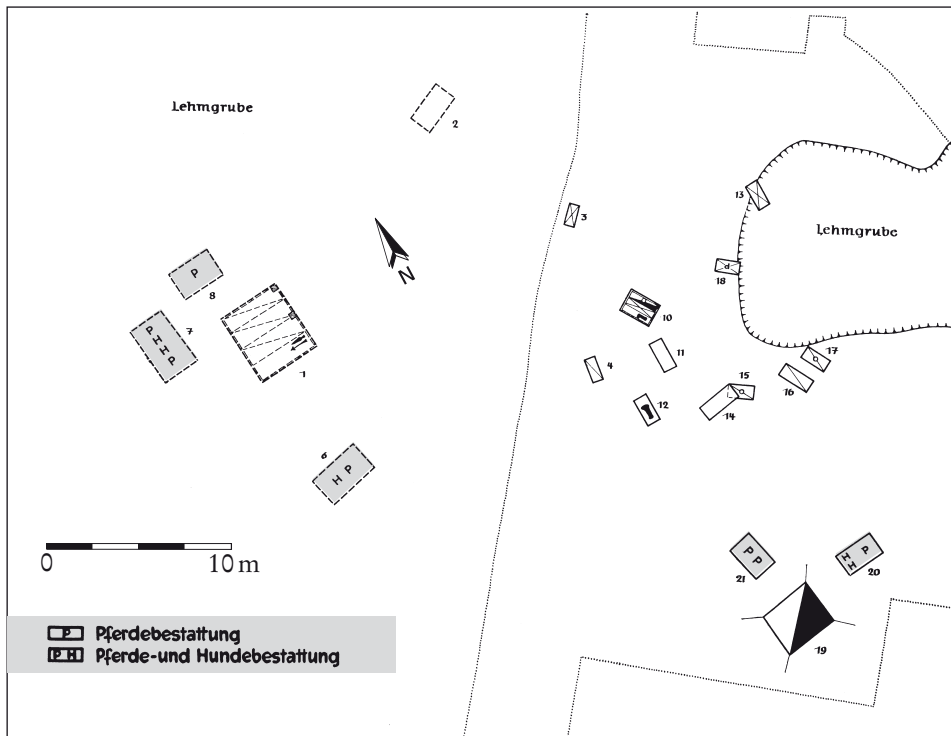 Lehmgrube
2
3
13
Lehmgrube
N
P
8
18
P
H
H
P
7
1
10
11
4
17
16
15
14
12
6
H P
0 10 m
P P
21
H H P
20
19
P Pferdebestattung
P H Pferde-und Hundebestattung